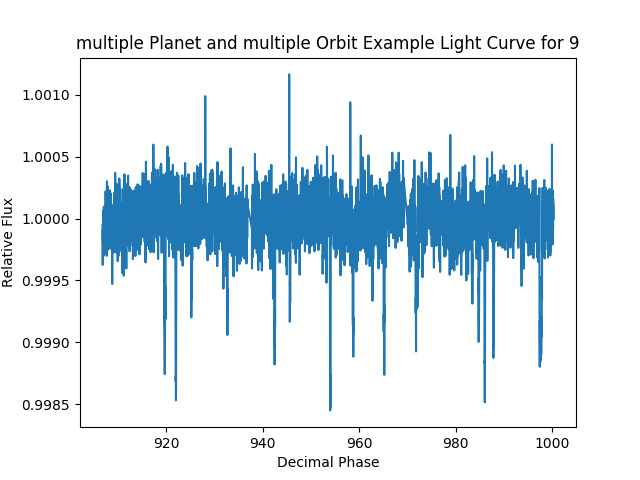 multiple Planet and multiple Orbit Example Light Curve for 9
Relative Flux
1.0010
1.0005
1.0000
0.9995
0.9990
0.9985
920 940 960 980 1000
Decimal Phase